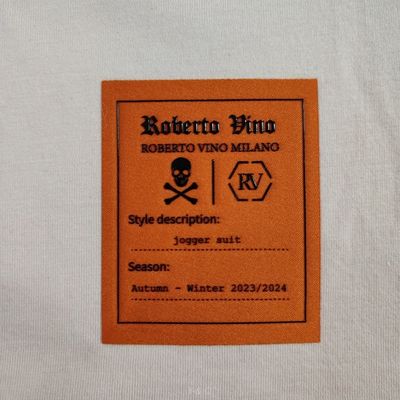 Roberto Vino
ROBERTO VINO MILANO
RV
Style description:
jogger suit
Season:
Autumn - Winter 2023/2024